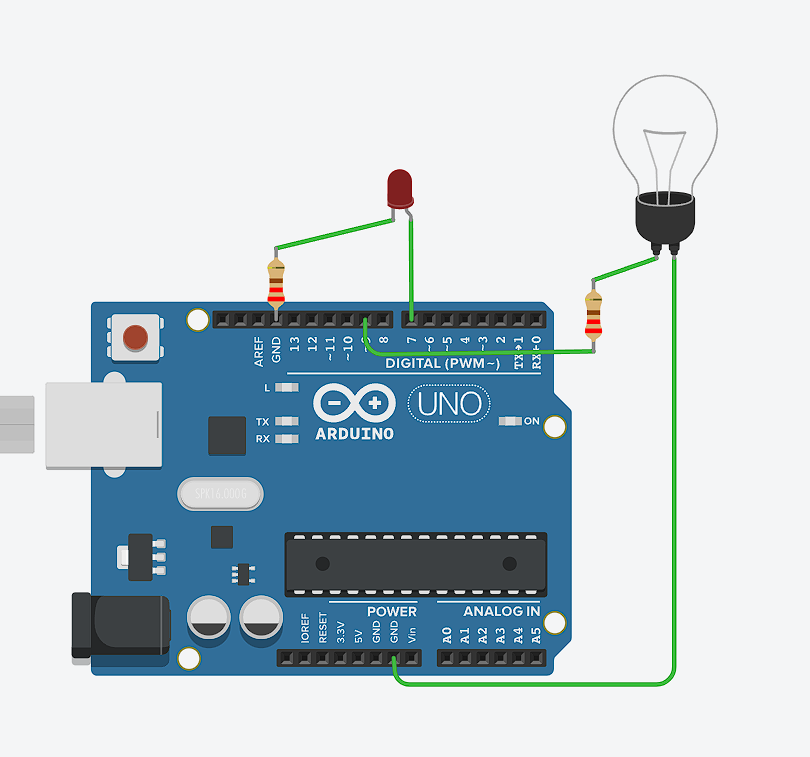 AREF
GND
13
12
~11
~10
8
7
~6
~5
4
~3
2
TX→1
RX←0
DIGITAL (PWM~)
L
TX
RX
ARDUINO
UNO
ON
SPK16.000G
POWER
ANALOG IN
IOREF
RESET
3.3V
5V
GND
GND
Vin
A0
A1
A2
A3
A4
A5